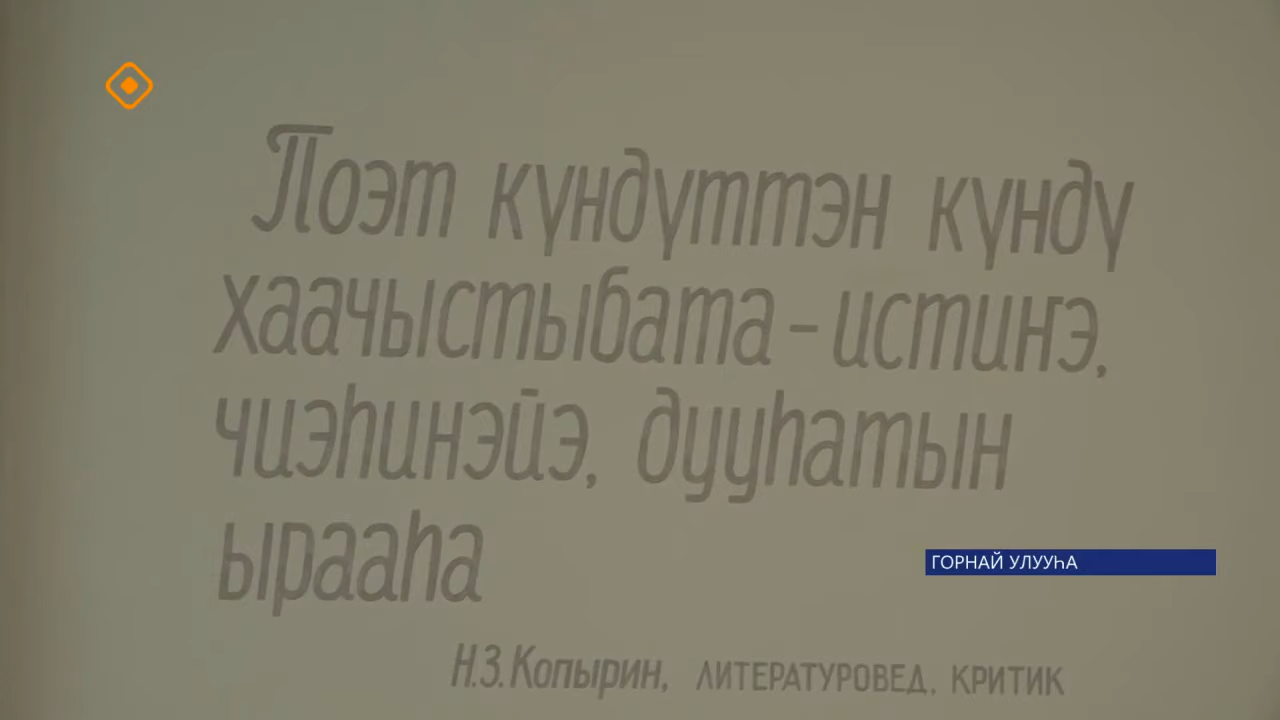 Поэт күндүттэн күндү
хаачыстыбата – истиҥэ,
чиэһинэйэ, дууһатын
ырааһа
ГОРНАЙ УЛУУҺА
Н.З. Копырин, ЛИТЕРАТУРОВЕД, КРИТИК